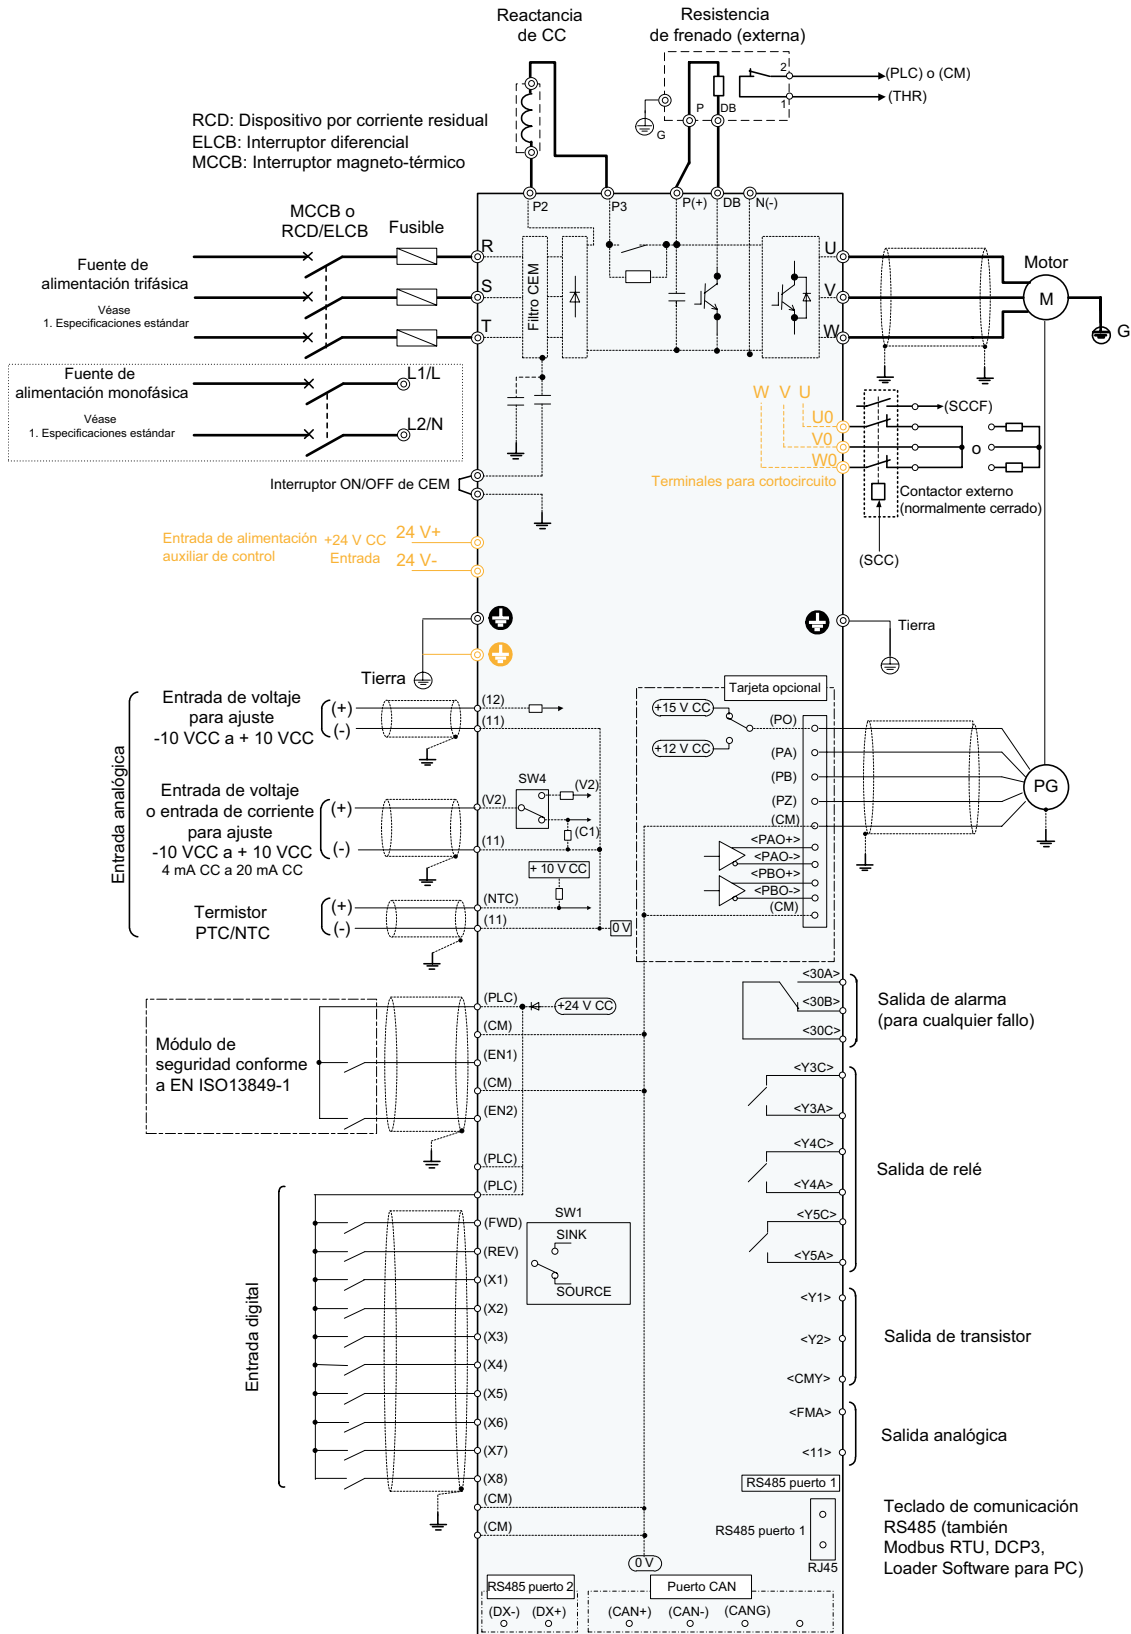 Reactancia
de CC
Resistencia
de frenado (externa)
2
(PLC) o (CM)
1
(THR)
P
DB
G
RCD: Dispositivo por corriente residual
ELCB: Interruptor diferencial
MCCB: Interruptor magneto-térmico
P2
P3
P(+)
DB
N(-)
MCCB o
RCD/ELCB
Fusible
Fuente de
alimentación trifásica
Véase
1. Especificaciones estándar
R
S
T
Filtro CEM
U
V
W
Motor
M
G
Fuente de
alimentación monofásica
Véase
1. Especificaciones estándar
L1/L
L2/N
W V U
U0
V0
W0
Terminales para cortocircuito
(SCCF)
o
Contactor externo
(normalmente cerrado)
(SCC)
Interruptor ON/OFF de CEM
Entrada de alimentación
auxiliar de control
+24 V CC
Entrada
24 V+
24 V-
Tierra
Tierra
Entrada analógica
Entrada de voltaje
para ajuste
-10 VCC a + 10 VCC
(+)
(-)
(12)
(11)
Entrada de voltaje
o entrada de corriente
para ajuste
-10 VCC a + 10 VCC
4 mA CC a 20 mA CC
(+)
(-)
(V2)
(11)
SW4
(V2)
(C1)
+ 10 V CC
Termistor
PTC/NTC
(+)
(-)
(NTC)
(11)
0 V
Tarjeta opcional
+15 V CC
+12 V CC
(PO)
(PA)
(PB)
(PZ)
(CM)
<PAO+>
<PAO->
<PBO+>
<PBO->
(CM)
PG
Módulo de
seguridad conforme
a EN ISO13849-1
(PLC)
+24 V CC
(CM)
(EN1)
(CM)
(EN2)
(PLC)
(PLC)
<30A>
<30B>
<30C>
Salida de alarma
(para cualquier fallo)
<Y3C>
<Y3A>
<Y4C>
<Y4A>
<Y5C>
<Y5A>
Salida de relé
Entrada digital
(FWD)
(REV)
(X1)
(X2)
(X3)
(X4)
(X5)
(X6)
(X7)
(X8)
(CM)
(CM)
SW1
SINK
SOURCE
<Y1>
<Y2>
<CMY>
Salida de transistor
<FMA>
<11>
Salida analógica
RS485 puerto 1
RS485 puerto 1
RJ45
Teclado de comunicación
RS485 (también
Modbus RTU, DCP3,
Loader Software para PC)
0 V
RS485 puerto 2
(DX-) (DX+)
Puerto CAN
(CAN+) (CAN-) (CANG)